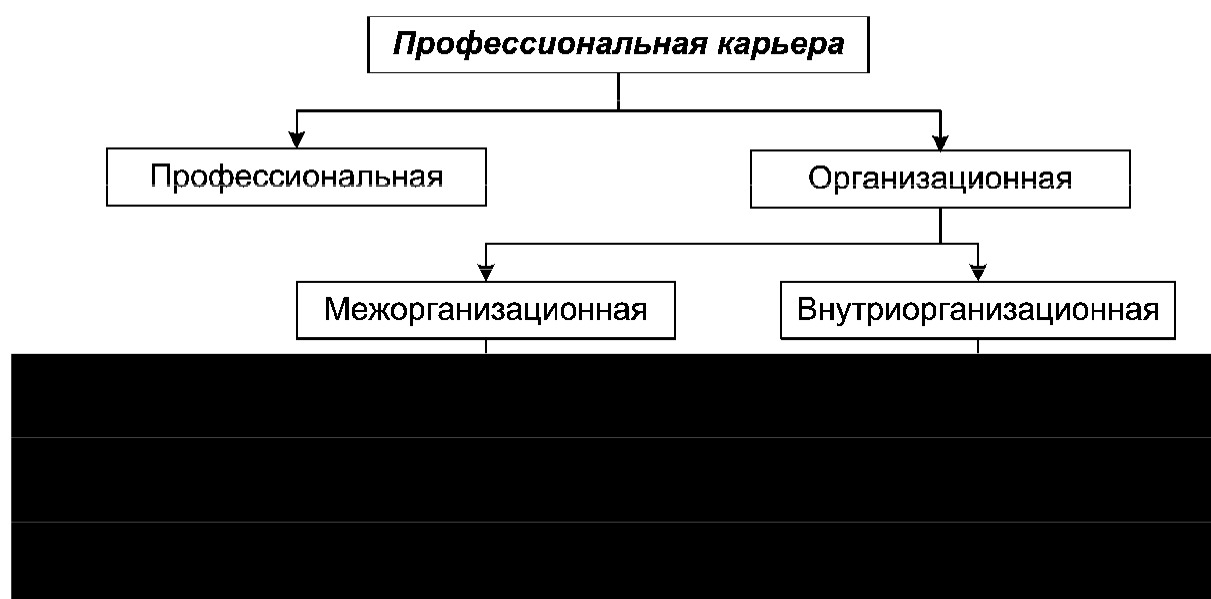 Профессиональная карьера
Профессиональная
Организационная
Межорганизационная
Внутриорганизационная